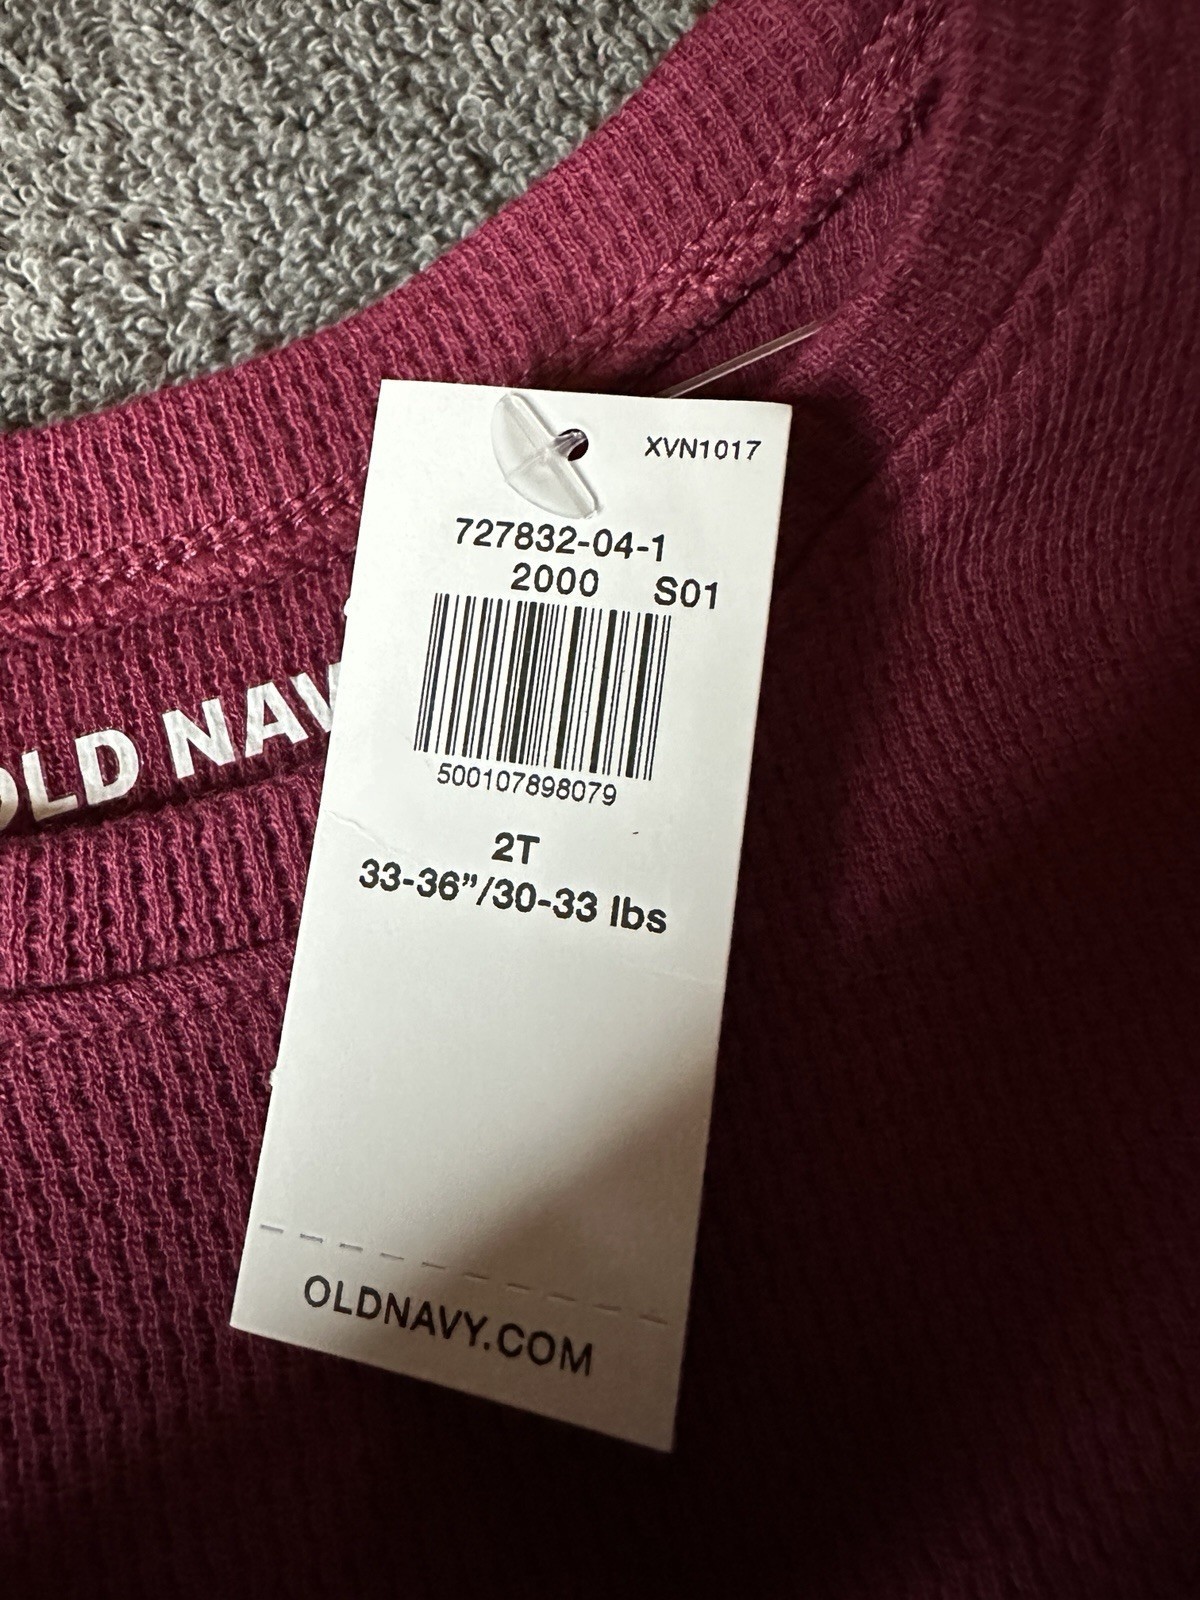 XVN1017
727832-04-1
2000 S01
500107898079
2T
33-36”/30-33 lbs
OLD NAV
OLDNAVY.COM